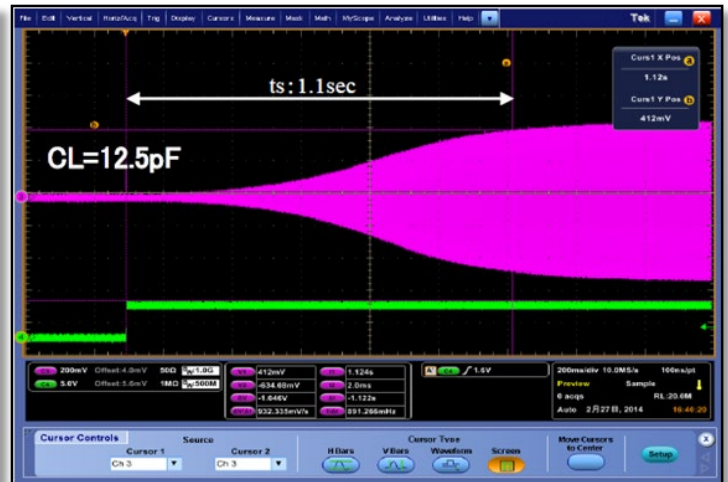 File Edit Vertical Horiz/Acq Trig Display Cursors Measure Mask Math MyScope Analyze Utilities Help Tek
Curs1 X Pos a
1.12s
Curs1 Y Pos b
412mV
a
ts:1.1sec
b
CL=12.5pF
200mV Offset:4.0mV 50Ω 1.0G
5.0V Offset:5.6mV 1MΩ 500M
412mV 1.124s
-634.68mV 2.0ms
-1.046V -1.122s
932.335mV/s 891.266mHz
1.6V
200ms/div 10.0MS/s 100ns/pt
Preview Sample
6 acqs RL:20.0M
Auto 2月27日, 2014 16:46:20
Cursor Controls
Source
Cursor 1 Cursor 2
Ch 3 Ch 3
Cursor Type
H Bars V Bars Waveform Screen
Move Cursors
to Center
Setup
X